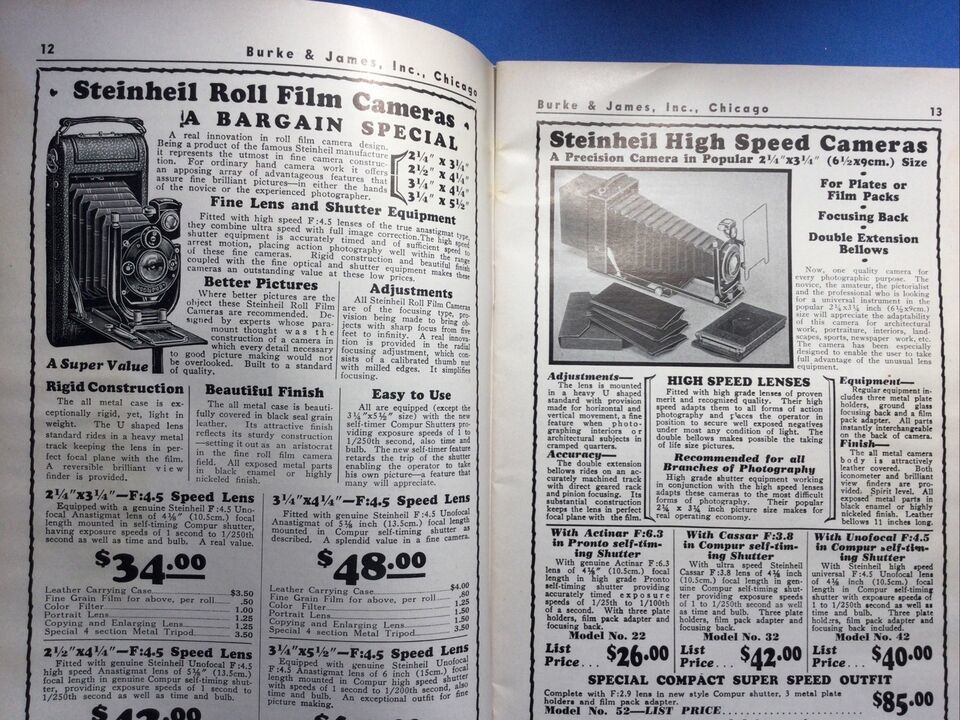 12
Burke & James, Inc., Chicago
Steinheil Roll Film Cameras
A BARGAIN SPECIAL
A real innovation in roll film camera design.
Being a product of the famous Steinheil manufacture
it represents the utmost in fine camera construc-
tion. For ordinary hand camera work it offers
an apposing array of advantageous features that
assure fine brilliant pictures—in either the hands
of the novice or the experienced photographer.
2¼" x 3¼"
2½" x 4¼"
3¼" x 4¼"
3¼" x 5½"
Fine Lens and Shutter Equipment
Fitted with high speed F:4.5 lenses of the true anastigmat type,
they combine ultra speed with full image correction. The high speed
shutter equipment is accurately timed and of sufficient speed to
arrest motion, placing action photography well within the range
of these fine cameras. Rigid construction and beautiful finish
coupled with the fine optical and shutter equipment makes these
cameras an outstanding value at these low prices.
Better Pictures
Where better pictures are the
object these Steinheil Roll Film
Cameras are recommended. De-
signed by experts whose para-
mount thought was the
construction of a camera in
which every detail necessary
to good picture making would not
be overlooked. Built to a standard
of quality.
Adjustments
All Steinheil Roll Film Cameras
are of the focusing type, pro-
vision being made to bring ob-
jects with sharp focus from five
feet to infinity. A real innova-
tion is provided in the radial
focusing adjustment, which con-
sists of a calibrated thumb nut
with milled edges. It simplifies
focusing.
A Super Value
Rigid Construction
The all metal case is ex-
ceptionally rigid, yet, light in
weight. The U shaped lens
standard rides in a heavy metal
track keeping the lens in per-
fect focal plane with the film.
A reversible brilliant view
finder is provided.
Beautiful Finish
The all metal case is beauti-
fully covered in black seal grain
leather. Its attractive finish
reflects its sturdy construction
—setting it out as an aristocrat
in the fine roll film camera
field. All exposed metal parts
in black enamel or highly
nickeled finish.
Easy to Use
All are equipped (except the
3¼"x5½" size) with the new
self-timer Compur Shutters pro-
viding exposure speeds of 1 to
1/250th second, also time and
bulb. The new self-timer feature
retards the trip of the shutter
enabling the operator to take
his own picture—a feature that
any will appreciate.
2¼"x3¼"—F:4.5 Speed Lens
Equipped with a genuine Steinheil F:4.5 Uno-
focal Anastigmat lens of 4⅛" (10.5cm.) focal
length mounted in self-timing Compur shutter,
having exposure speeds of 1 second to 1/250th
second as well as time and bulb. A real value.
$34.00
Leather Carrying Case $3.50
Fine Grain Film for above, per roll .50
Color Filter 1.00
Portrait Lens 1.25
Copying and Enlarging Lens 1.25
Special 4 section Metal Tripod 3.50
3¼"x4¼"—F:4.5 Speed Lens
Fitted with genuine Steinheil F:4.5 Unofocal
Anastigmat of 5⅜ inch (13.5cm.) focal length
described. A splendid value in a fine camera.
$48.00
Leather Carrying Case $4.00
Fine Grain Film for above, per roll .60
Color Filter 1.25
Portrait Lens 1.50
Copying and Enlarging Lens 1.50
Special 4 section Metal Tripod 3.50
2½"x4¼"—F:4.5 Speed Lens
Fitted with genuine Steinheil Unofocal F:4.5
high speed Anastigmat lens of 5⅜" (13.5cm.)
focal length in self-timing Compur shut-
ter, providing exposure speeds of 1 second to
1/250th second as well as time and bulb.
3¼"x5½"—F:4.5 Speed Lens
Equipped with genuine Steinheil Unofocal
F:4.5 Anastigmat lens of 6 inch (15cm.) focal
length in Compur high speed shutter
with speeds of 1 second to 1/200th second, also
time and bulb. An exceptional outfit for fine
picture making.
Burke & James, Inc., Chicago
13
Steinheil High Speed Cameras
A Precision Camera in Popular 2¼"x3¼" (6½x9cm.) Size
For Plates or
Film Packs
Focusing Back
Double Extension
Bellows
Now, one quality camera for
every photographic purpose. The
novice, the amateur, the pictorialist
and the professional who is looking
for a universal instrument in the
popular 2¼x3¼ inch (6½x9cm.)
size will appreciate the adaptability
of this camera for architectural
work, portraiture, interiors, land-
scapes, sports, newspaper work, etc.
The camera has been especially
designed to enable the user to take
full advantage of the unusual lens
equipment.
Adjustments—
The lens is mounted
in a heavy U shaped
standard with provision
made for horizontal and
vertical movement, a fine
feature when photo-
graphing interiors or
architectural subjects in
cramped quarters.
Accuracy—
The double extension
bellows rides on an ac-
curately machined track
with direct geared rack
and pinion focusing. Its
substantial construction
keeps the lens in perfect
focal plane with the film.
HIGH SPEED LENSES
Fitted with high grade lenses of proven
merit and recognized quality. Their high
speed adapts them to all forms of action
photography and places the operator in
position to secure well exposed negatives
under most any condition of light. The
double bellows makes possible the taking
of life size pictures.
Recommended for all
Branches of Photography
High grade shutter equipment working
in conjunction with the high speed lenses
adapts these cameras to the most difficult
forms of photography. Their popular
2¼ x 3¼ inch picture size makes for
real operating economy.
Equipment—
Regular equipment in-
cludes three metal plate
holders, ground glass
focusing back and a film
pack adapter. All parts
instantly interchangeable
on the back of camera.
Finish—
The all metal camera
body is attractively
leather covered. Both
iconometer and brilliant
view finders are pro-
vided. Spirit level. All
exposed metal parts in
black enamel or highly
nickeled finish. Leather
bellows 11 inches long.
With Actinar F:6.3
in Pronto self-tim-
ing Shutter
With genuine Actinar F:6.3
lens of 4⅛" (10.5cm.) focal
length in high grade Pronto
self-timing shutter providing
accurately timed exposure
speeds of 1/25th to 1/100th
of a second. With three plate
holders, film pack adapter and
focusing back.
Model No. 22
List
Price... $26.00
With Cassar F:3.8
in Compur self-tim-
ing Shutter
With ultra speed Steinheil
Cassar F:3.8 lens of 4⅛ inch
(10.5cm.) focal length in gen-
uine Compur self-timing shut-
ter providing exposure speeds
of 1 to 1/250th second as well
as time and bulb. Three plate
holders, film pack adapter and
focusing back.
Model No. 32
List
Price... $42.00
With Unofocal F:4.5
in Compur self-tim-
ing Shutter
With Steinheil high speed
universal F:4.5 Unofocal lens
of 4⅛ inch (10.5cm.) focal
length in Compur self-timing
shutter with exposure speeds of
1 to 1/250th second as well as
time and bulb. Three plate
holders, film pack adapter and
focusing back included.
Model No. 42
List
Price... $40.00
SPECIAL COMPACT SUPER SPEED OUTFIT
Complete with F:2.9 lens in new style Compur shutter, 3 metal plate
holders and film pack adapter
Model No. 52—LIST PRICE $85.00